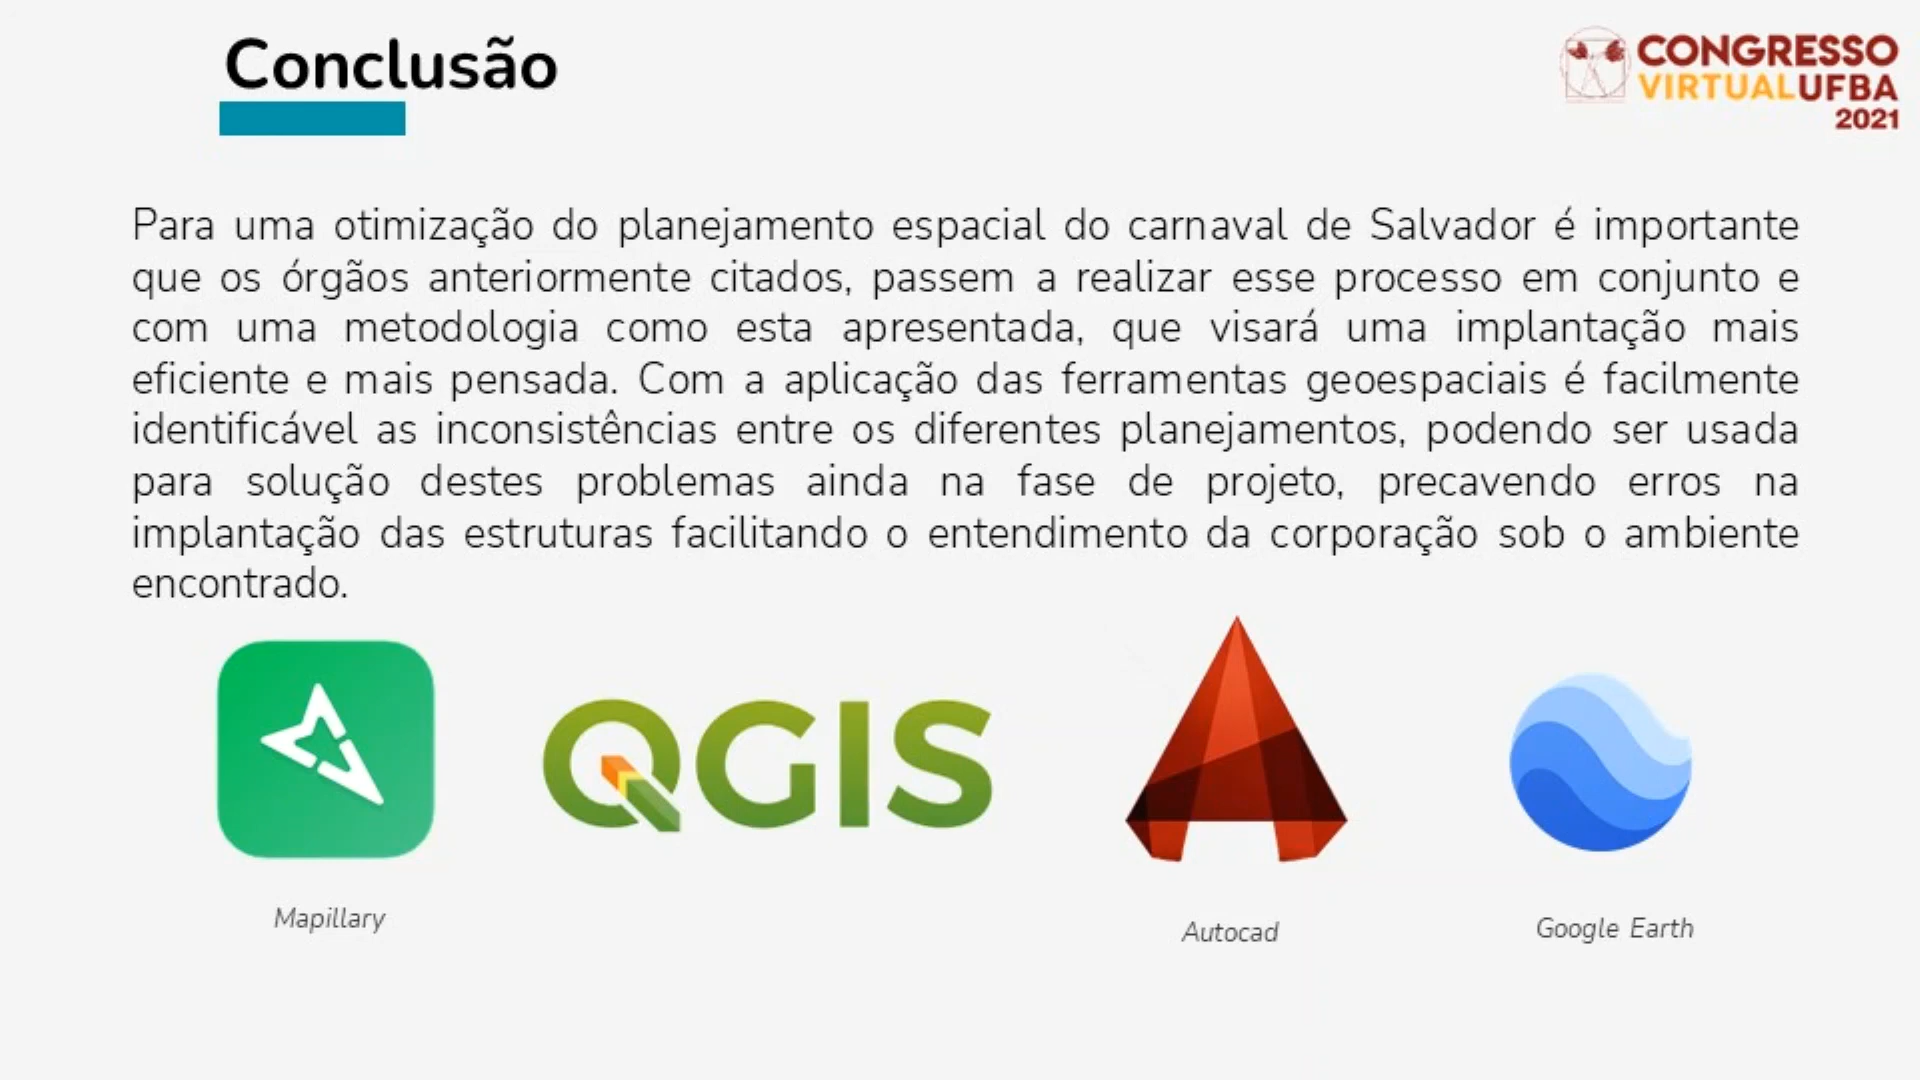 Conclusão
CONGRESSO
VIRTUALUFBA
2021
Para uma otimização do planejamento espacial do carnaval de Salvador é importante
que os órgãos anteriormente citados, passem a realizar esse processo em conjunto e
com uma metodologia como esta apresentada, que visará uma implantação mais
eficiente e mais pensada. Com a aplicação das ferramentas geoespaciais é facilmente
identificável as inconsistências entre os diferentes planejamentos, podendo ser usada
para solução destes problemas ainda na fase de projeto, precavendo erros na
implantação das estruturas facilitando o entendimento da corporação sob o ambiente
encontrado.
QGIS
Mapillary
Autocad
Google Earth